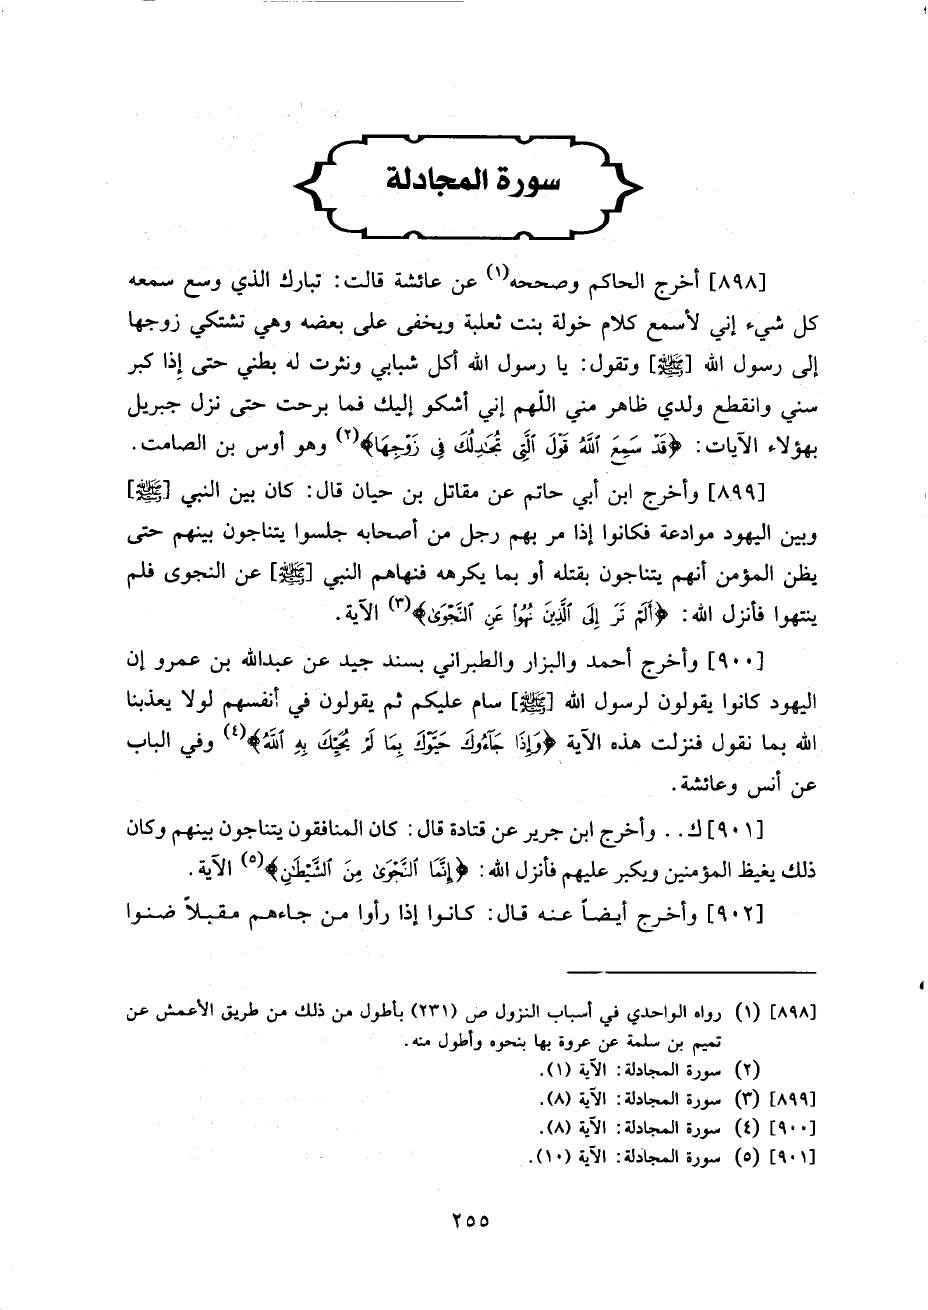 سورة المجادلة
[٨٩٨] أخرج الحاكم وصححه(١) عن عائشة قالت: تبارك الذي وسع سمعه
كل شيء إني لأسمع كلام خولة بنت ثعلبة ويخفى على بعضه وهي تشتكي زوجها
إلى رسول الله [ﷺ] وتقول: يا رسول الله أكل شبابي ونثرت له بطني حتى إذا كبر
سني وانقطع ولدي ظاهر مني اللّهم إني أشكو إليك فما برحت حتى نزل جبريل
بهؤلاء الآيات: ﴿قَدْ سَمِعَ ٱللَّهُ قَوْلَ ٱلَّتِي تُجَٰدِلُكَ فِي زَوْجِهَا﴾(٢) وهو أوس بن الصامت.
[٨٩٩] وأخرج ابن أبي حاتم عن مقاتل بن حيان قال: كان بين النبي [ﷺ]
وبين اليهود موادعة فكانوا إذا مر بهم رجل من أصحابه جلسوا يتناجون بينهم حتى
يظن المؤمن أنهم يتناجون بقتله أو بما يكرهه فنهاهم النبي [ﷺ] عن النجوى فلم
ينتهوا فأنزل الله: ﴿أَلَمْ تَرَ إِلَى ٱلَّذِينَ نُهُوا۟ عَنِ ٱلنَّجْوَىٰ﴾(٣) الآية.
[٩٠٠] وأخرج أحمد والبزار والطبراني بسند جيد عن عبدالله بن عمرو إن
اليهود كانوا يقولون لرسول الله [ﷺ] سام عليكم ثم يقولون في أنفسهم لولا يعذبنا
الله بما نقول فنزلت هذه الآية ﴿وَإِذَا جَآءُوكَ حَيَّوْكَ بِمَا لَمْ يُحَيِّكَ بِهِ ٱللَّهُ﴾(٤) وفي الباب
عن أنس وعائشة.
[٩٠١] ك.. وأخرج ابن جرير عن قتادة قال: كان المنافقون يتناجون بينهم وكان
ذلك يغيظ المؤمنين ويكبر عليهم فأنزل الله: ﴿إِنَّمَا ٱلنَّجْوَىٰ مِنَ ٱلشَّيْطَٰنِ﴾(٥) الآية.
[٩٠٢] وأخرج أيضاً عنه قال: كانوا إذا رأوا من جاءهم مقبلاً ضنوا
[٨٩٨] (١) رواه الواحدي في أسباب النزول ص (٢٣١) بأطول من ذلك من طريق الأعمش عن
تميم بن سلمة عن عروة بها بنحوه وأطول منه.
(٢) سورة المجادلة: الآية (١).
[٨٩٩] (٣) سورة المجادلة: الآية (٨).
[٩٠٠] (٤) سورة المجادلة: الآية (٨).
[٩٠١] (٥) سورة المجادلة: الآية (١٠).
٢٥٥